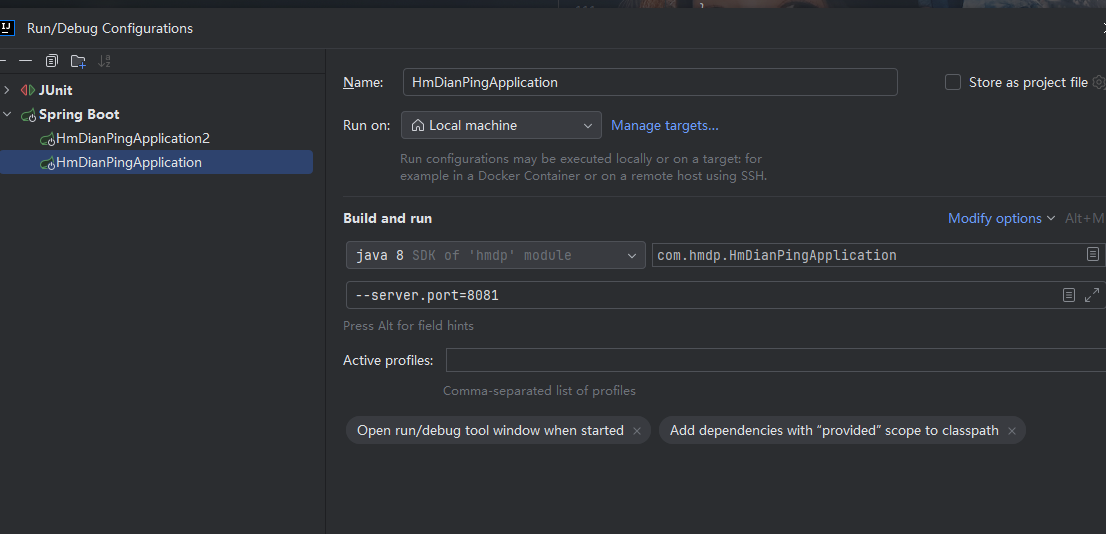 IJ Run/Debug Configurations
JUnit
Spring Boot
HmDianPingApplication2
HmDianPingApplication
Name: HmDianPingApplication Store as project file
Run on: Local machine Manage targets...
Run configurations may be executed locally or on a target: for
example in a Docker Container or on a remote host using SSH.
Build and run Modify options Alt+M
java 8 SDK of 'hmdp' module com.hmdp.HmDianPingApplication
--server.port=8081
Press Alt for field hints
Active profiles:
Comma-separated list of profiles
Open run/debug tool window when started × Add dependencies with “provided” scope to classpath ×